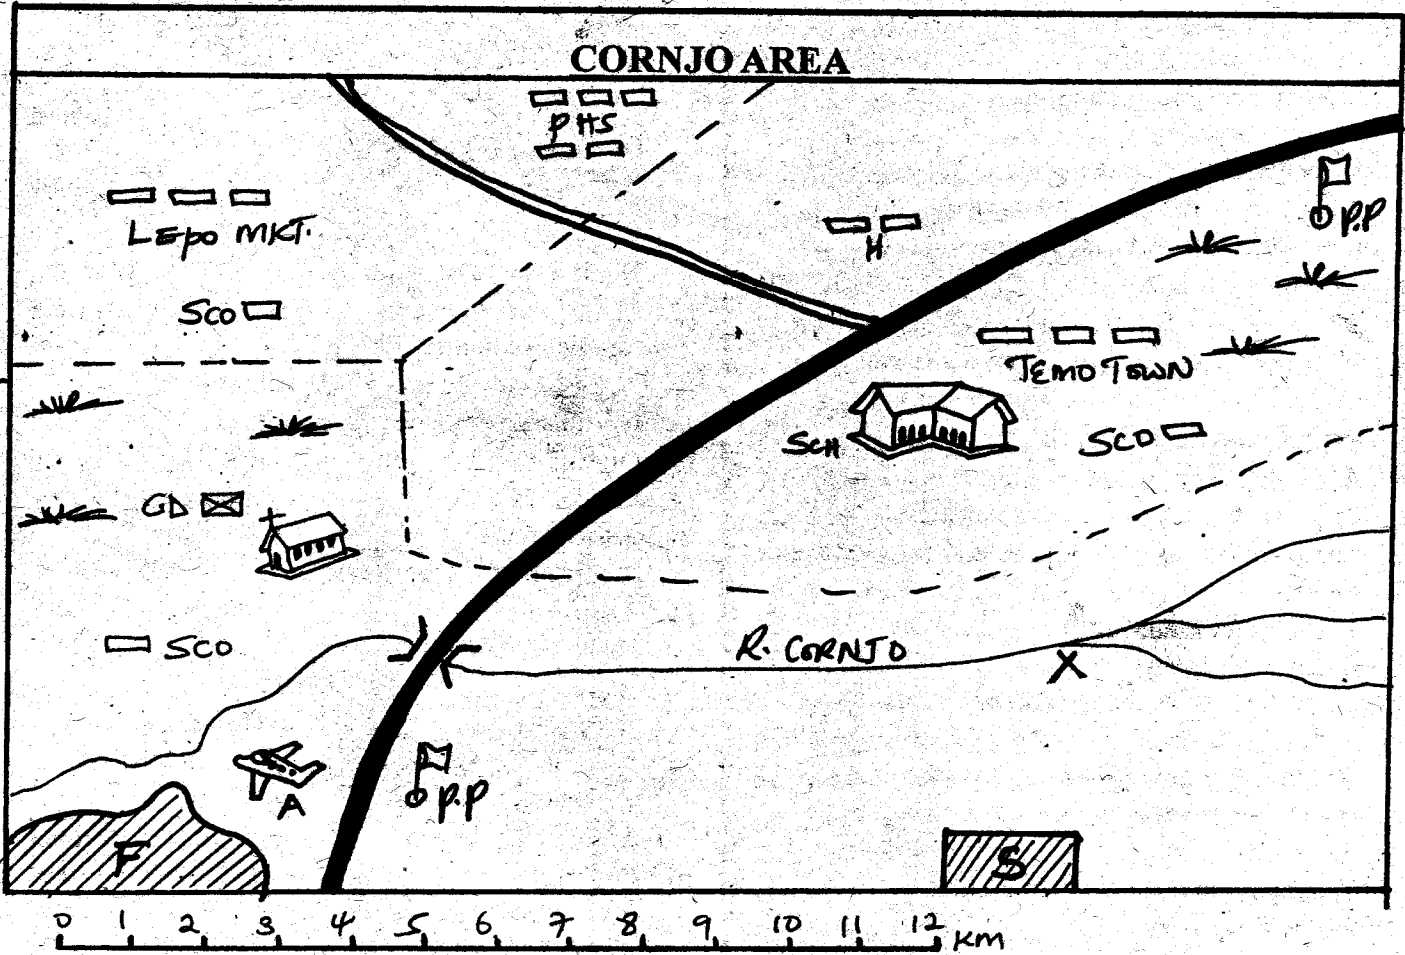 CORNJO AREA
PHS
P.P
LEPO MKT.
H
SCO
TEMO TOWN
SCH
SCO
GD
SCO
R. CORNJO
X
A
P.P
F
S
0 1 2 3 4 5 6 7 8 9 10 11 12 KM